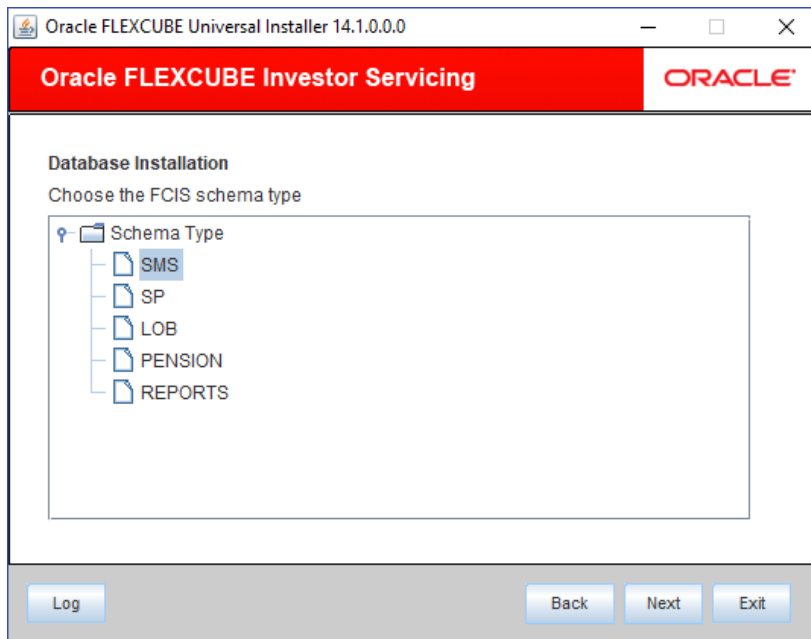 Oracle FLEXCUBE Universal Installer 14.1.0.0.0
Oracle FLEXCUBE Investor Servicing
ORACLE
Database Installation
Choose the FCIS schema type
Schema Type
SMS
SP
LOB
PENSION
REPORTS
Log Back Next Exit